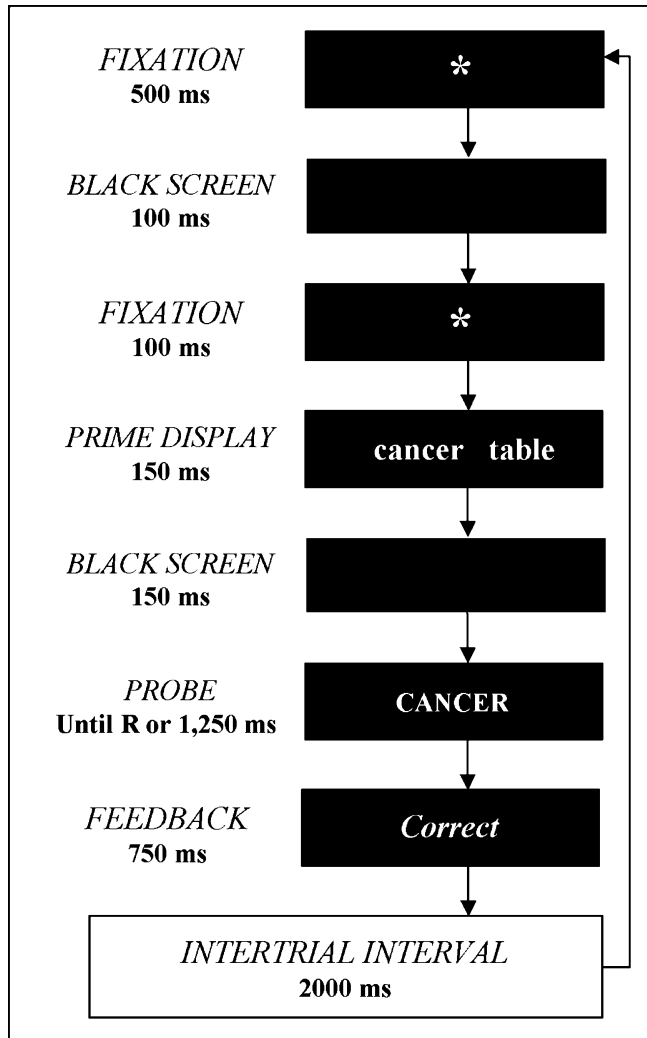 FIXATION
500 ms
*
BLACK SCREEN
100 ms
FIXATION
100 ms
*
PRIME DISPLAY
150 ms
cancer table
BLACK SCREEN
150 ms
PROBE
Until R or 1,250 ms
CANCER
FEEDBACK
750 ms
Correct
INTERTRIAL INTERVAL
2000 ms